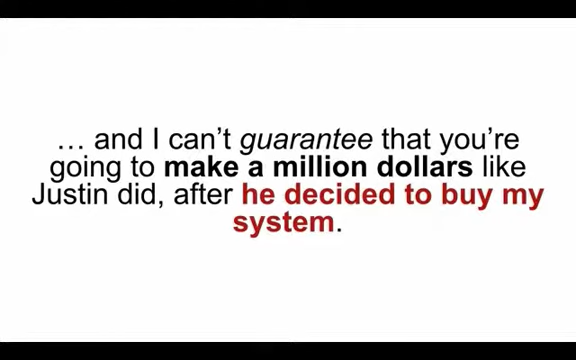 … and I can’t guarantee that you’re
going to make a million dollars like
Justin did, after he decided to buy my
system.